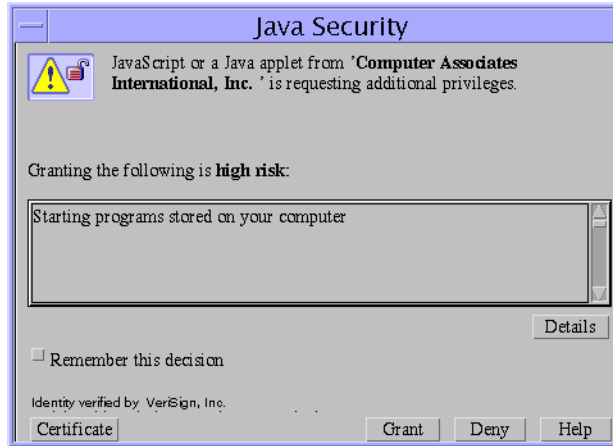 Java Security
JavaScript or a Java applet from 'Computer Associates
International, Inc. ' is requesting additional privileges.
Granting the following is high risk:
Starting programs stored on your computer
Details
Remember this decision
Identity verified by VeriSign, Inc.
Certificate Grant Deny Help